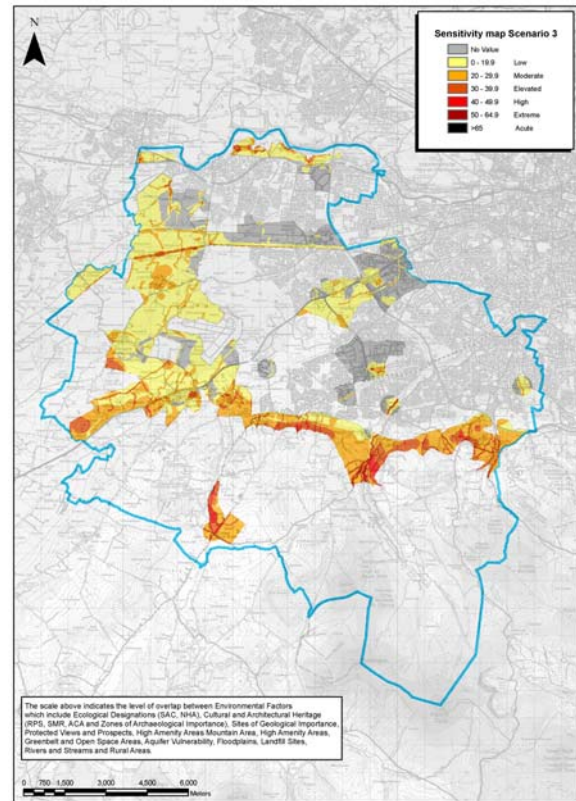 N
Sensitivity map Scenario 3
No Value
0 - 19.9 Low
20 - 29.9 Moderate
30 - 39.9 Elevated
40 - 49.9 High
50 - 64.9 Extreme
>65 Acute
The scale above indicates the level of overlap between Environmental Factors
which include Ecological Designations (SAC, NHA), Cultural and Architectural Heritage
(RPS, SMR, ACA and Zones of Archaeological Importance), Sites of Geological Importance,
Protected Views and Prospects, High Amenity Areas Mountain Area, High Amenity Areas,
Greenbelt and Open Space Areas, Aquifer Vulnerability, Floodplains, Landfill Sites,
Rivers and Streams and Rural Areas.
0 750 1,500 3,000 4,500 6,000
Meters